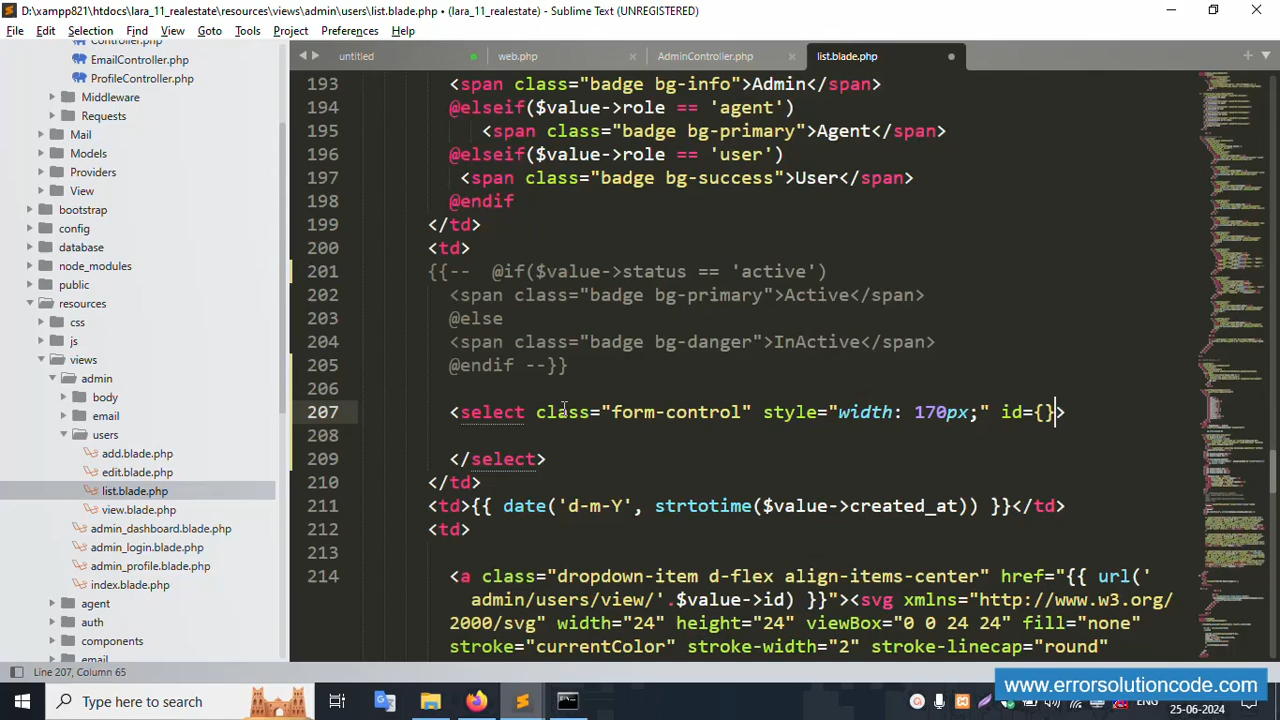 D:\xampp821\htdocs\lara_11_realestate\resources\views\admin\users\list.blade.php • (lara_11_realestate) - Sublime Text (UNREGISTERED)
File Edit Selection Find View Goto Tools Project Preferences Help
untitled web.php AdminController.php list.blade.php
Controller.php
EmailController.php
ProfileController.php
Middleware
Requests
Mail
Models
Providers
View
bootstrap
config
database
node_modules
public
resources
css
js
views
admin
body
email
users
add.blade.php
edit.blade.php
list.blade.php
view.blade.php
admin_dashboard.blade.php
admin_login.blade.php
admin_profile.blade.php
index.blade.php
agent
auth
components
email
193 <span class="badge bg-info">Admin</span>
194 @elseif($value->role == 'agent')
195 <span class="badge bg-primary">Agent</span>
196 @elseif($value->role == 'user')
197 <span class="badge bg-success">User</span>
198 @endif
199 </td>
200 <td>
201 {{-- @if($value->status == 'active')
202 <span class="badge bg-primary">Active</span>
203 @else
204 <span class="badge bg-danger">InActive</span>
205 @endif --}}
206
207 <select class="form-control" style="width: 170px;" id={}>
208
209 </select>
210 </td>
211 <td>{{ date('d-m-Y', strtotime($value->created_at)) }}</td>
212 <td>
213
214 <a class="dropdown-item d-flex align-items-center" href="{{ url('
admin/users/view/'.$value->id) }}"><svg xmlns="http://www.w3.org/
2000/svg" width="24" height="24" viewBox="0 0 24 24" fill="none"
stroke="currentColor" stroke-width="2" stroke-linecap="round"
Line 207, Column 65
Type here to search
ENG
25-06-2024
www.errorsolutioncode.com